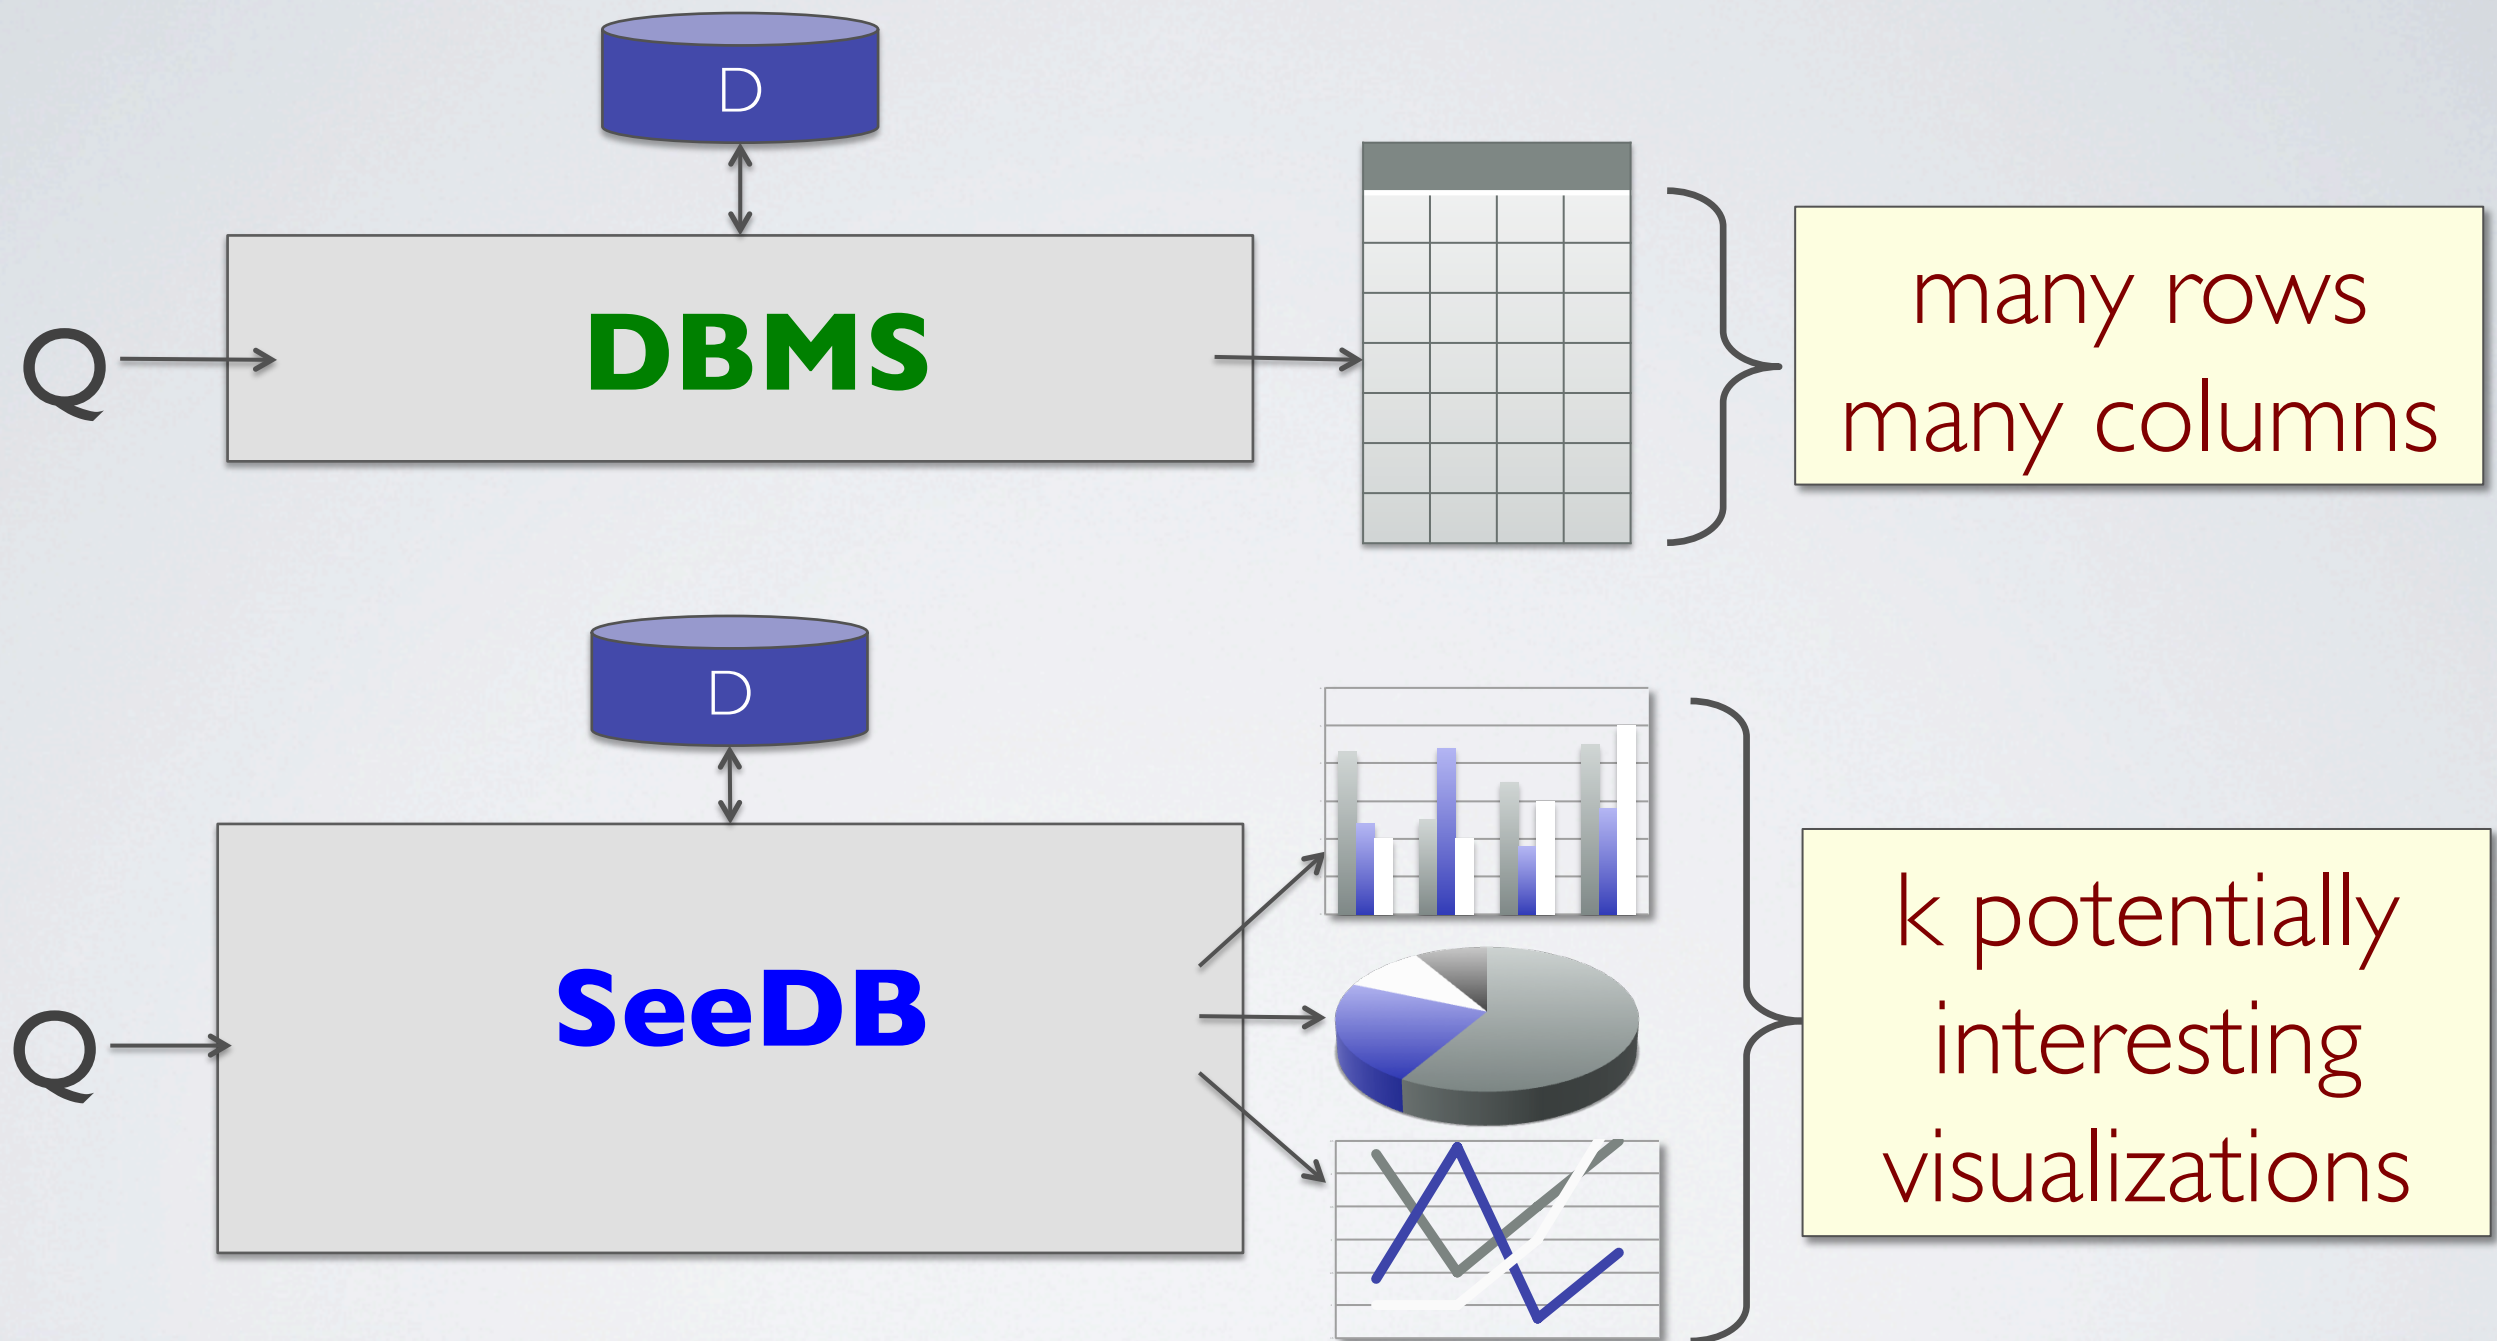 D
Q
DBMS
many rows
many columns
D
Q
SeeDB
k potentially
interesting
visualizations